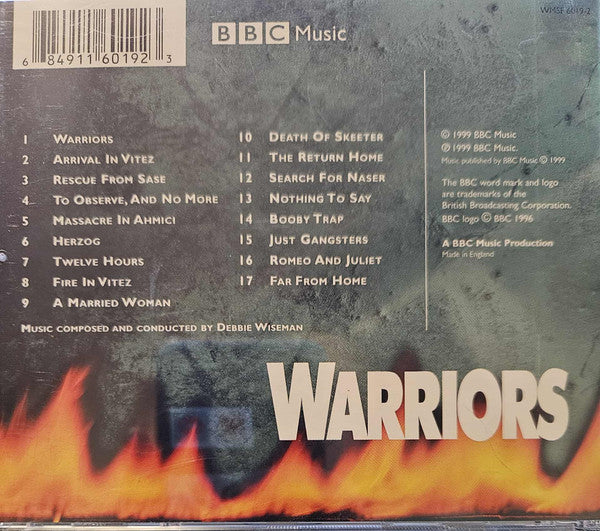 6 84911 60192 3
BBC Music
WMSF 6019-2
1 WARRIORS
2 ARRIVAL IN VITEZ
3 RESCUE FROM SASE
4 TO OBSERVE, AND NO MORE
5 MASSACRE IN AHMICI
6 HERZOG
7 TWELVE HOURS
8 FIRE IN VITEZ
9 A MARRIED WOMAN
10 DEATH OF SKEETER
11 THE RETURN HOME
12 SEARCH FOR NASER
13 NOTHING TO SAY
14 BOOBY TRAP
15 JUST GANGSTERS
16 ROMEO AND JULIET
17 FAR FROM HOME
© 1999 BBC Music
℗ 1999 BBC Music.
Music published by BBC Music © 1999
The BBC word mark and logo
are trademarks of the
British Broadcasting Corporation.
BBC logo © BBC 1996
A BBC Music Production
Made in England
MUSIC COMPOSED AND CONDUCTED BY DEBBIE WISEMAN
WARRIORS